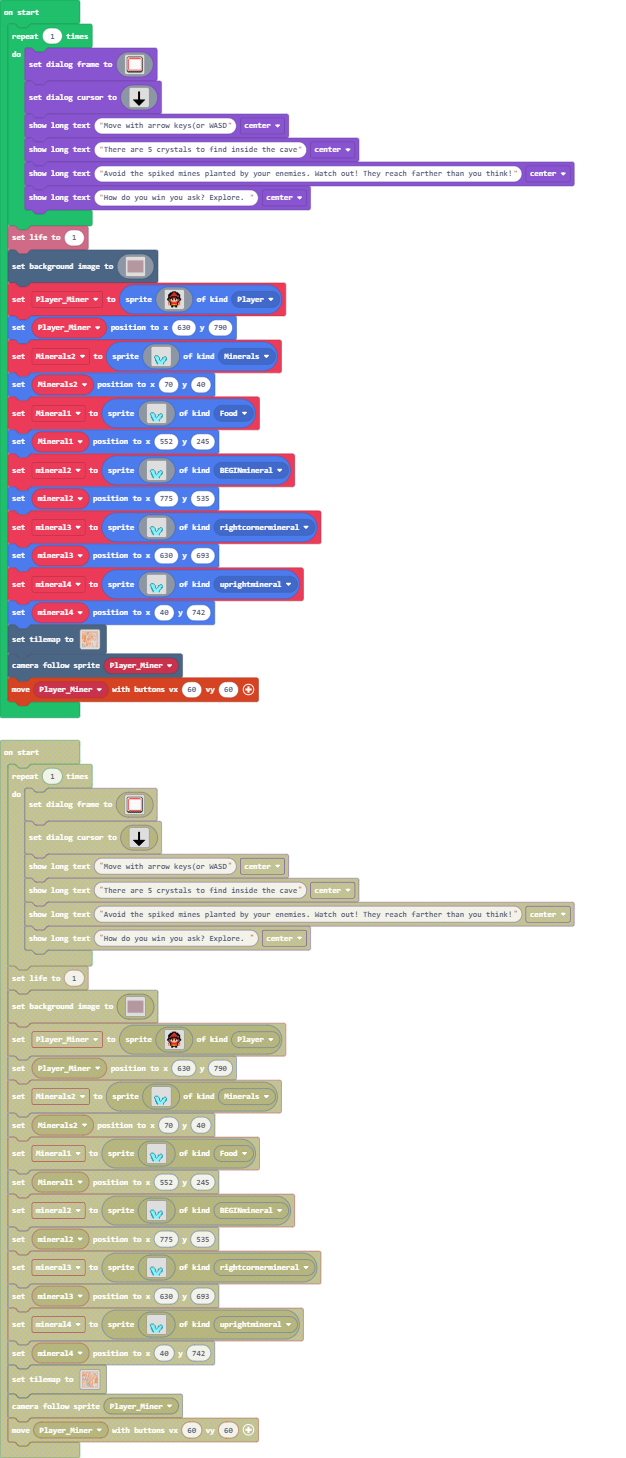 on start
repeat 1 times
do
set dialog frame to
set dialog cursor to
show long text "Move with arrow keys(or WASD" center
show long text "There are 5 crystals to find inside the cave" center
show long text "Avoid the spiked mines planted by your enemies. Watch out! They reach farther than you think!" center
show long text "How do you win you ask? Explore. " center
set life to 1
set background image to
set Player_Miner to sprite of kind Player
set Player_Miner position to x 630 y 790
set Minerals2 to sprite of kind Minerals
set Minerals2 position to x 70 y 40
set Mineral1 to sprite of kind Food
set Mineral1 position to x 552 y 245
set mineral2 to sprite of kind BEGINmineral
set mineral2 position to x 775 y 535
set mineral3 to sprite of kind rightcornermineral
set mineral3 position to x 630 y 693
set mineral4 to sprite of kind uprightmineral
set mineral4 position to x 40 y 742
set tilemap to
camera follow sprite Player_Miner
move Player_Miner with buttons vx 60 vy 60
on start
repeat 1 times
do
set dialog frame to
set dialog cursor to
show long text "Move with arrow keys(or WASD" center
show long text "There are 5 crystals to find inside the cave" center
show long text "Avoid the spiked mines planted by your enemies. Watch out! They reach farther than you think!" center
show long text "How do you win you ask? Explore. " center
set life to 1
set background image to
set Player_Miner to sprite of kind Player
set Player_Miner position to x 630 y 790
set Minerals2 to sprite of kind Minerals
set Minerals2 position to x 70 y 40
set Mineral1 to sprite of kind Food
set Mineral1 position to x 552 y 245
set mineral2 to sprite of kind BEGINmineral
set mineral2 position to x 775 y 535
set mineral3 to sprite of kind rightcornermineral
set mineral3 position to x 630 y 693
set mineral4 to sprite of kind uprightmineral
set mineral4 position to x 40 y 742
set tilemap to
camera follow sprite Player_Miner
move Player_Miner with buttons vx 60 vy 60